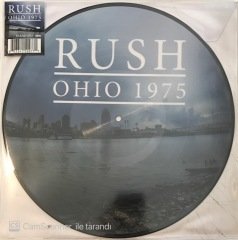 RUSH
OHIO 1975
RUSH
OHIO 1975
CamScanner ile tarandı